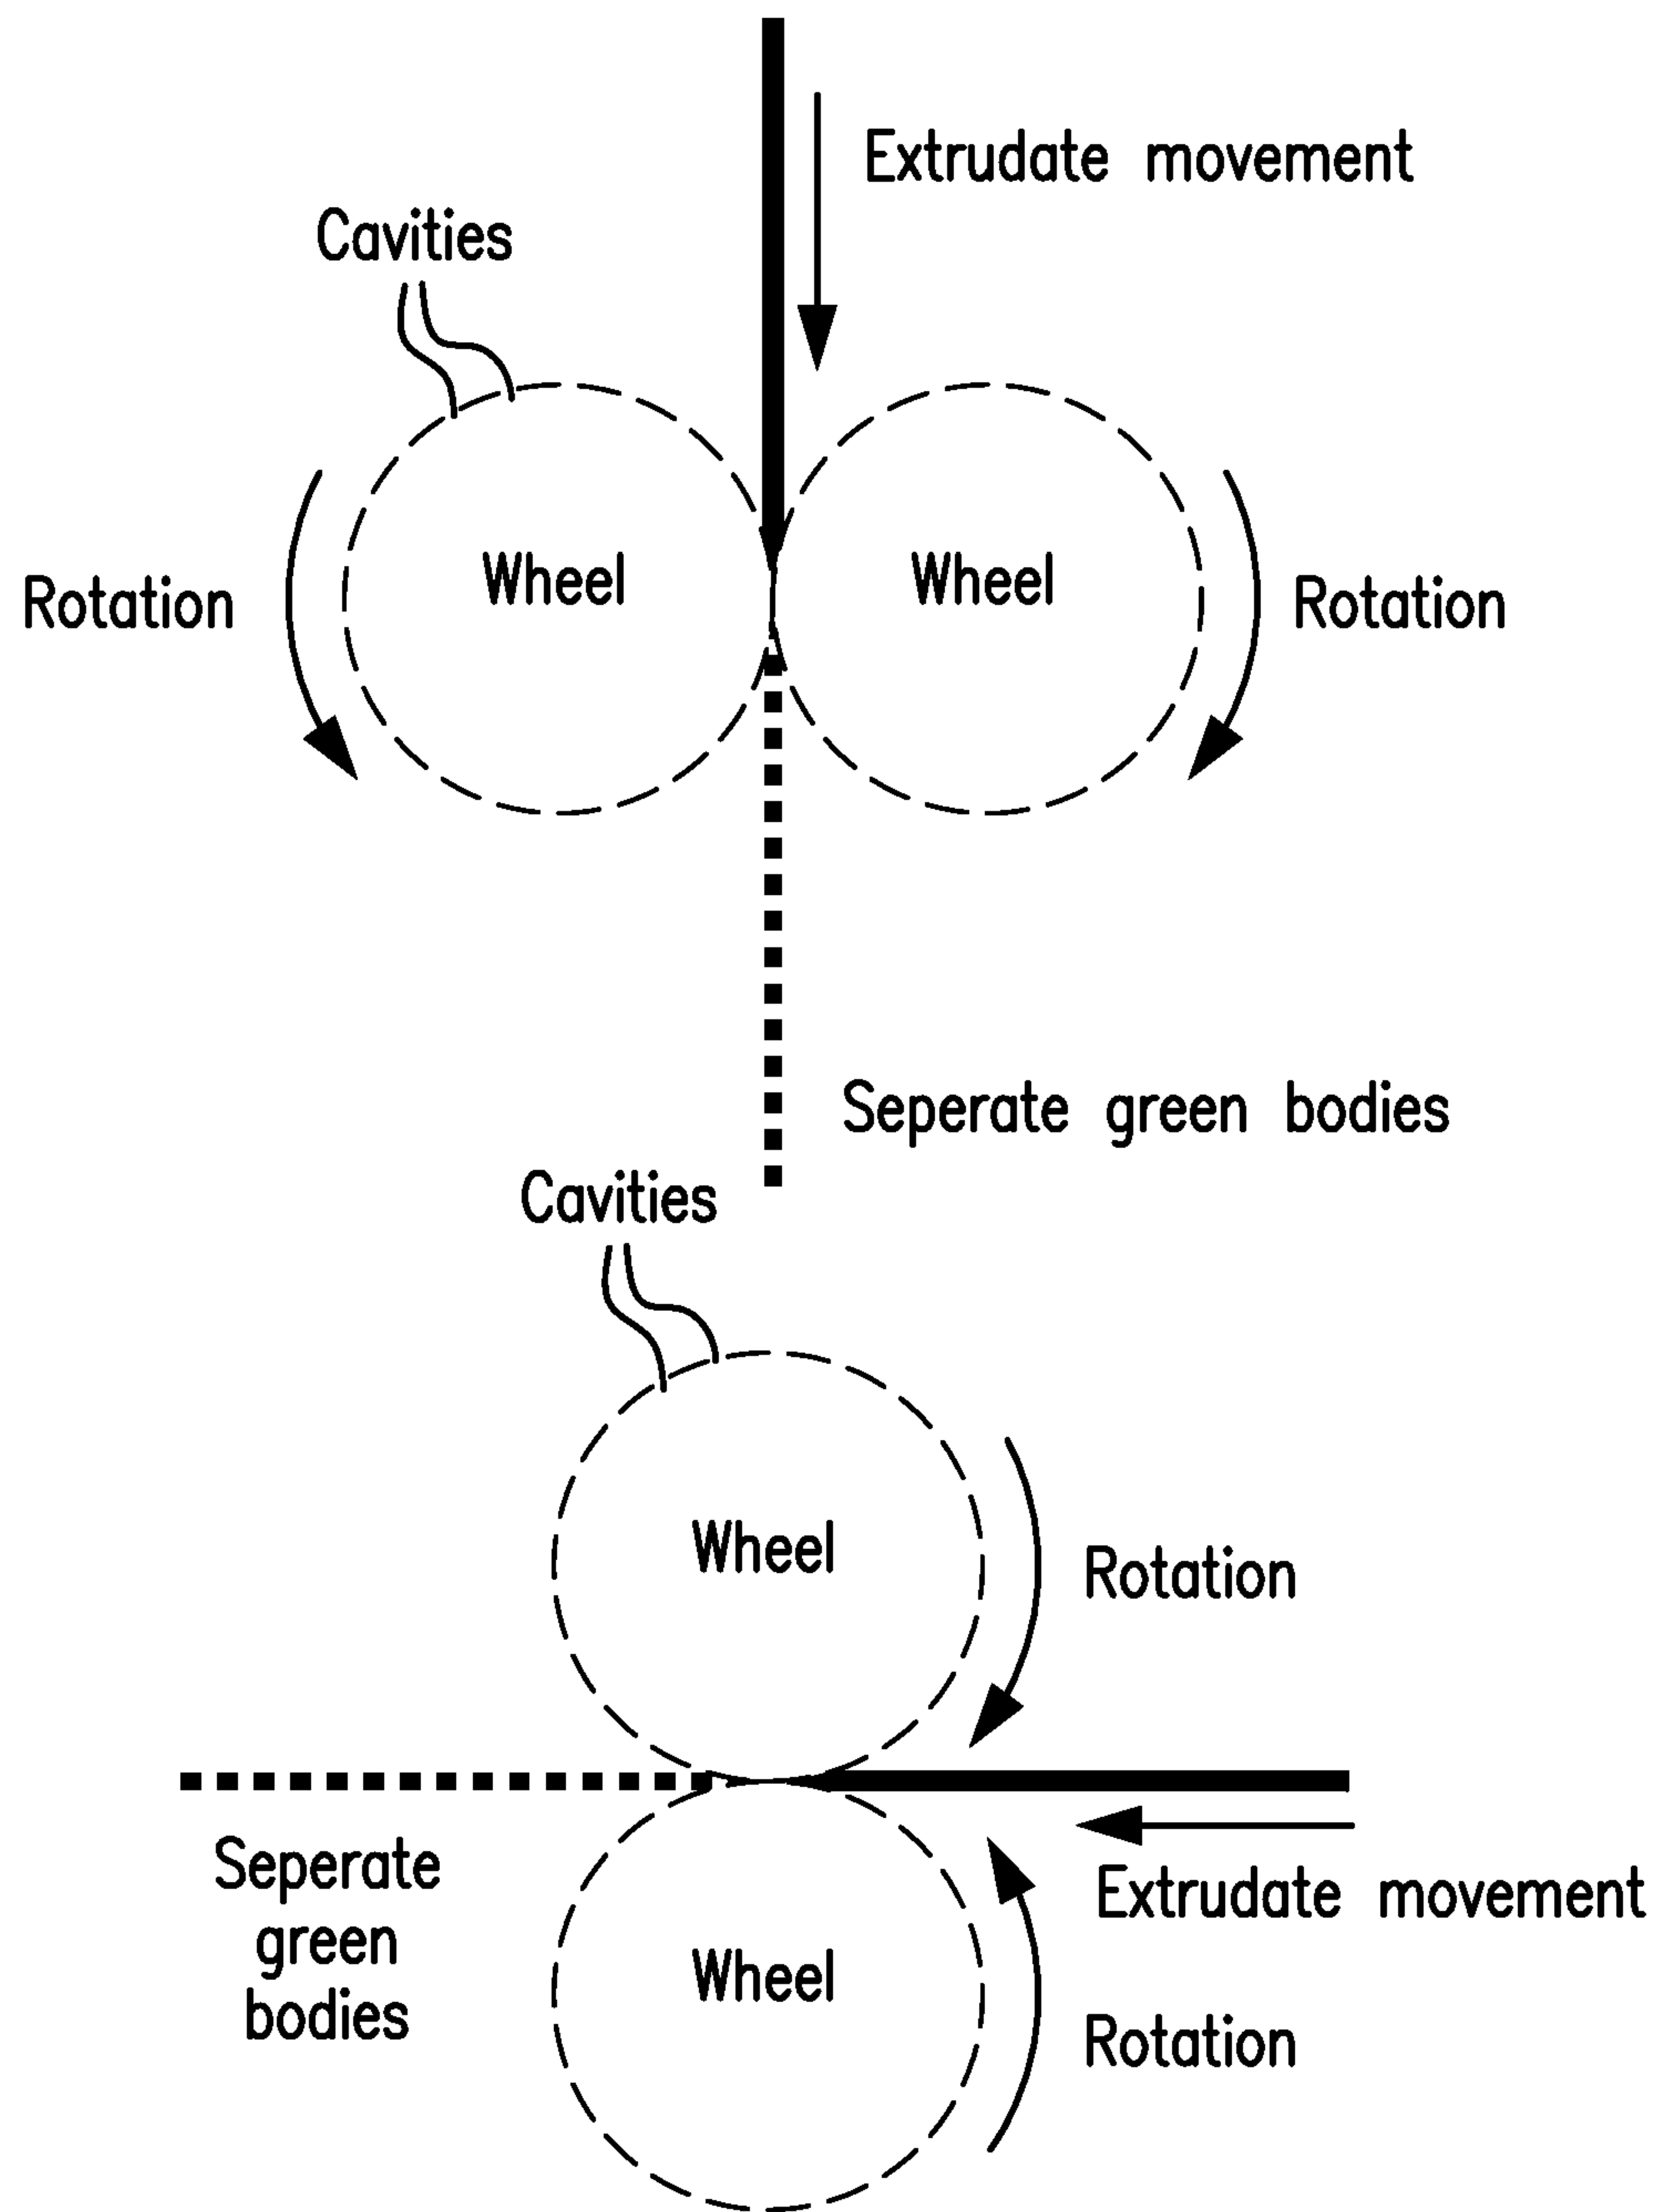 Extrudate movement
Cavities
Wheel
Wheel
Rotation
Rotation
Seperate green bodies
Cavities
Wheel
Rotation
Seperate
green
bodies
Extrudate movement
Wheel
Rotation